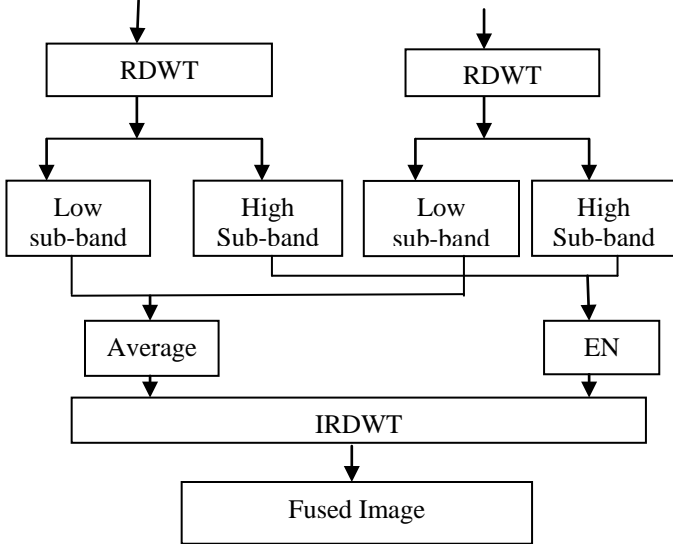 RDWT
RDWT
Low
sub-band
High
Sub-band
Low
sub-band
High
Sub-band
Average
EN
IRDWT
Fused Image